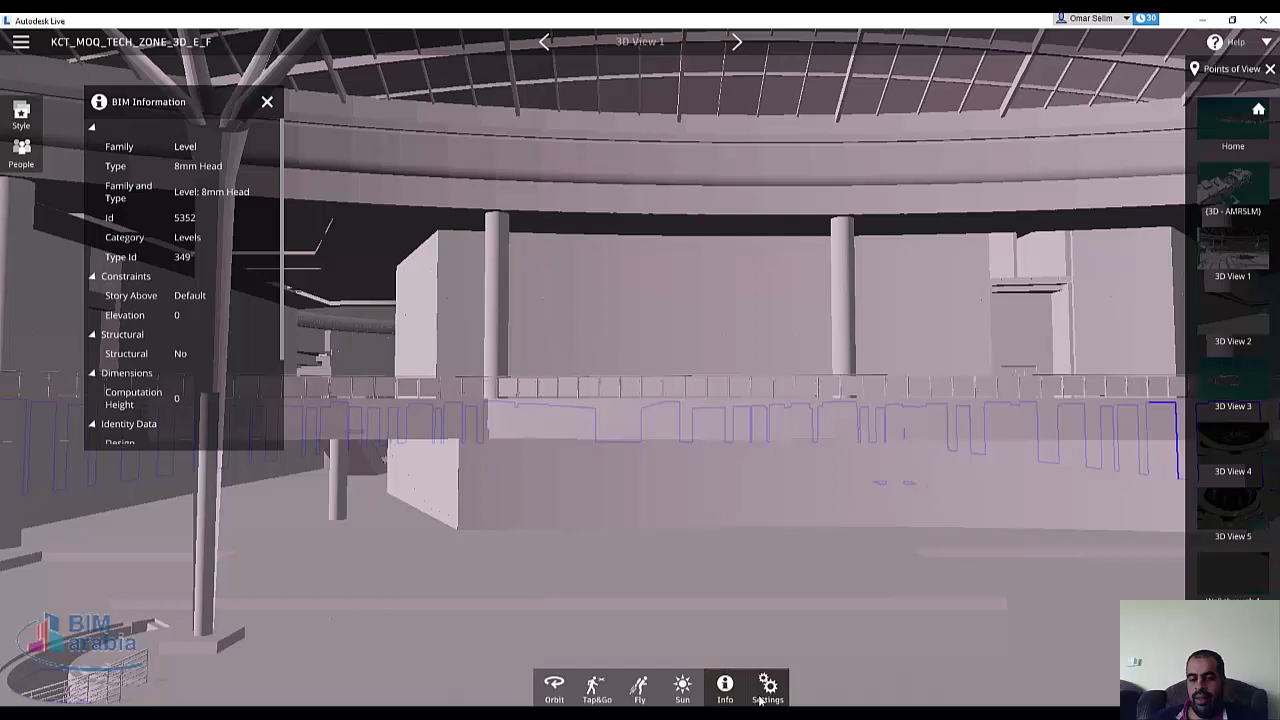 Autodesk Live
Omar Selim
30
KCT_MOQ_TECH_ZONE_3D_E_F
3D View 1
Help
Points of View
Style
People
BIM Information
Family Level
Type 8mm Head
Family and Type Level: 8mm Head
Id 5352
Category Levels
Type Id 349
Constraints
Story Above Default
Elevation 0
Structural
Structural No
Dimensions
Computation Height 0
Identity Data
Design
Home
{3D - AMRSLM}
3D View 1
3D View 2
3D View 3
3D View 4
3D View 5
BIM
arabia
Orbit
Tap&Go
Fly
Sun
Info
Settings